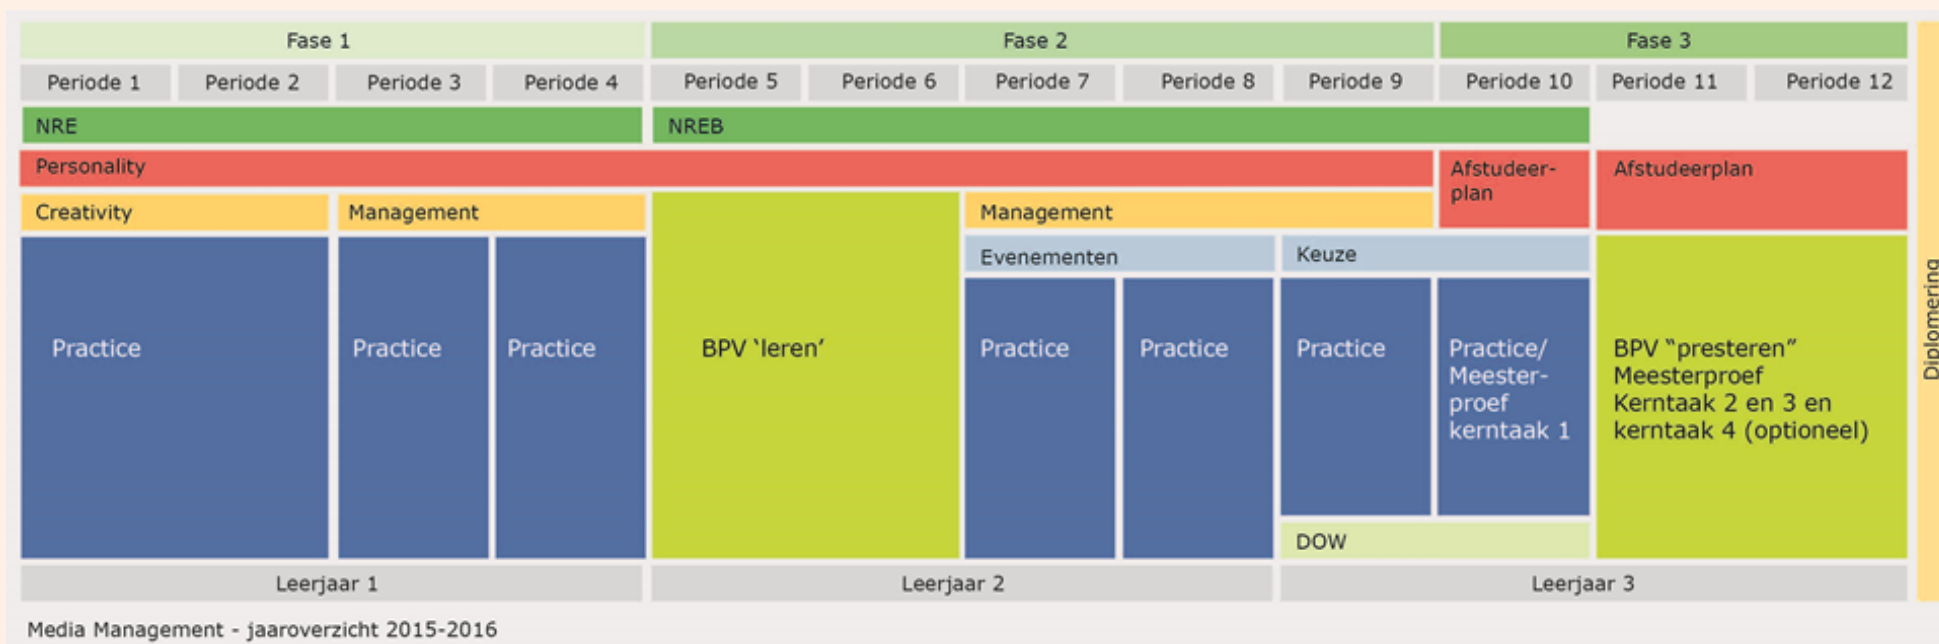 Fase 1 Fase 2 Fase 3
Periode 1 Periode 2 Periode 3 Periode 4 Periode 5 Periode 6 Periode 7 Periode 8 Periode 9 Periode 10 Periode 11 Periode 12
NRE NREB
Personality
Afstudeer-
plan
Afstudeerplan
Creativity Management Management
Evenementen Keuze
Practice Practice Practice BPV ‘leren’ Practice Practice Practice
Practice/
Meester-
proef
kerntaak 1
BPV “presteren”
Meesterproef
Kerntaak 2 en 3 en
kerntaak 4 (optioneel)
DOW
Diplomering
Leerjaar 1 Leerjaar 2 Leerjaar 3
Media Management - jaaroverzicht 2015-2016